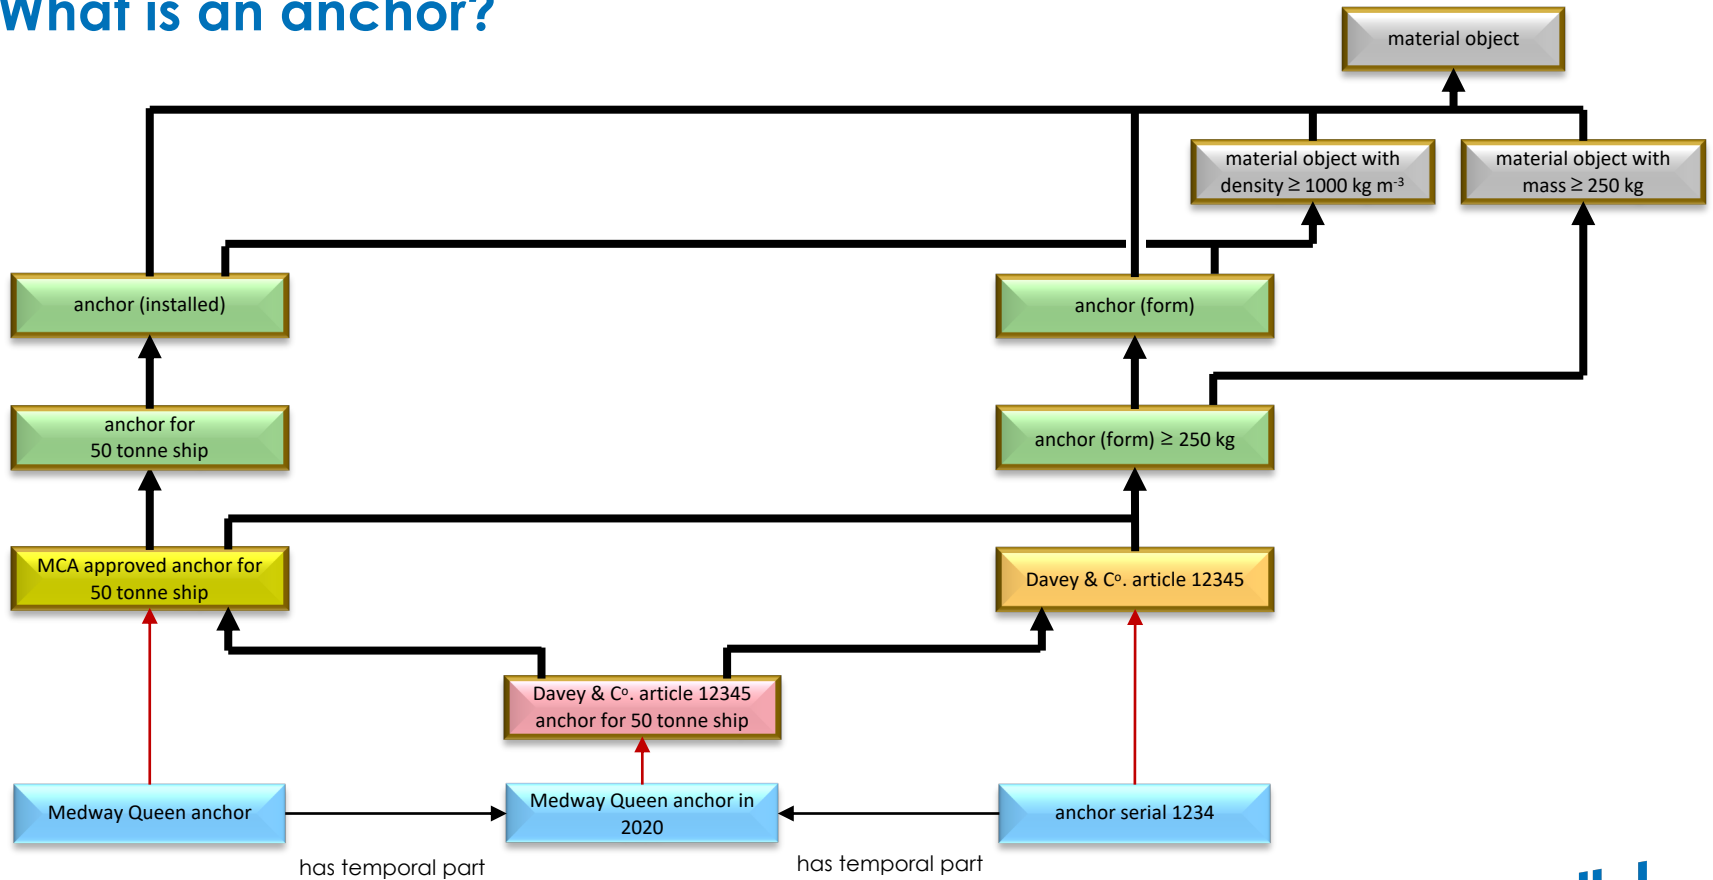 What is an anchor?
material object
material object with
density ≥ 1000 kg m⁻³
material object with
mass ≥ 250 kg
anchor (installed)
anchor (form)
anchor for
50 tonne ship
anchor (form) ≥ 250 kg
MCA approved anchor for
50 tonne ship
Davey & Cᵒ. article 12345
Davey & Cᵒ. article 12345
anchor for 50 tonne ship
Medway Queen anchor
Medway Queen anchor in
2020
anchor serial 1234
has temporal part
has temporal part